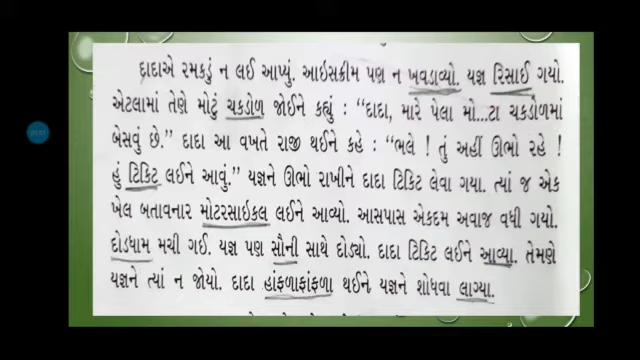 દાદાએ રમકડું ન લઈ આપ્યું. આઇસક્રીમ પણ ન ખવડાવ્યો. યજ્ઞ રિસાઈ ગયો.
એટલામાં તેણે મોટું ચકડોળ જોઈને કહ્યું : “દાદા, મારે પેલા મો...ટા ચકડોળમાં
બેસવું છે.” દાદા આ વખતે રાજી થઈને કહે : “ભલે ! તું અહીં ઊભો રહે !
હું ટિકિટ લઈને આવું.” યજ્ઞને ઊભો રાખીને દાદા ટિકિટ લેવા ગયા. ત્યાં જ એક
ખેલ બતાવનાર મોટરસાઇકલ લઈને આવ્યો. આસપાસ એકદમ અવાજ વધી ગયો.
દોડધામ મચી ગઈ. યજ્ઞ પણ સૌની સાથે દોડ્યો. દાદા ટિકિટ લઈને આવ્યા. તેમણે
યજ્ઞને ત્યાં ન જોયો. દાદા હાંફળાફાંફળા થઈને યજ્ઞને શોધવા લાગ્યા.